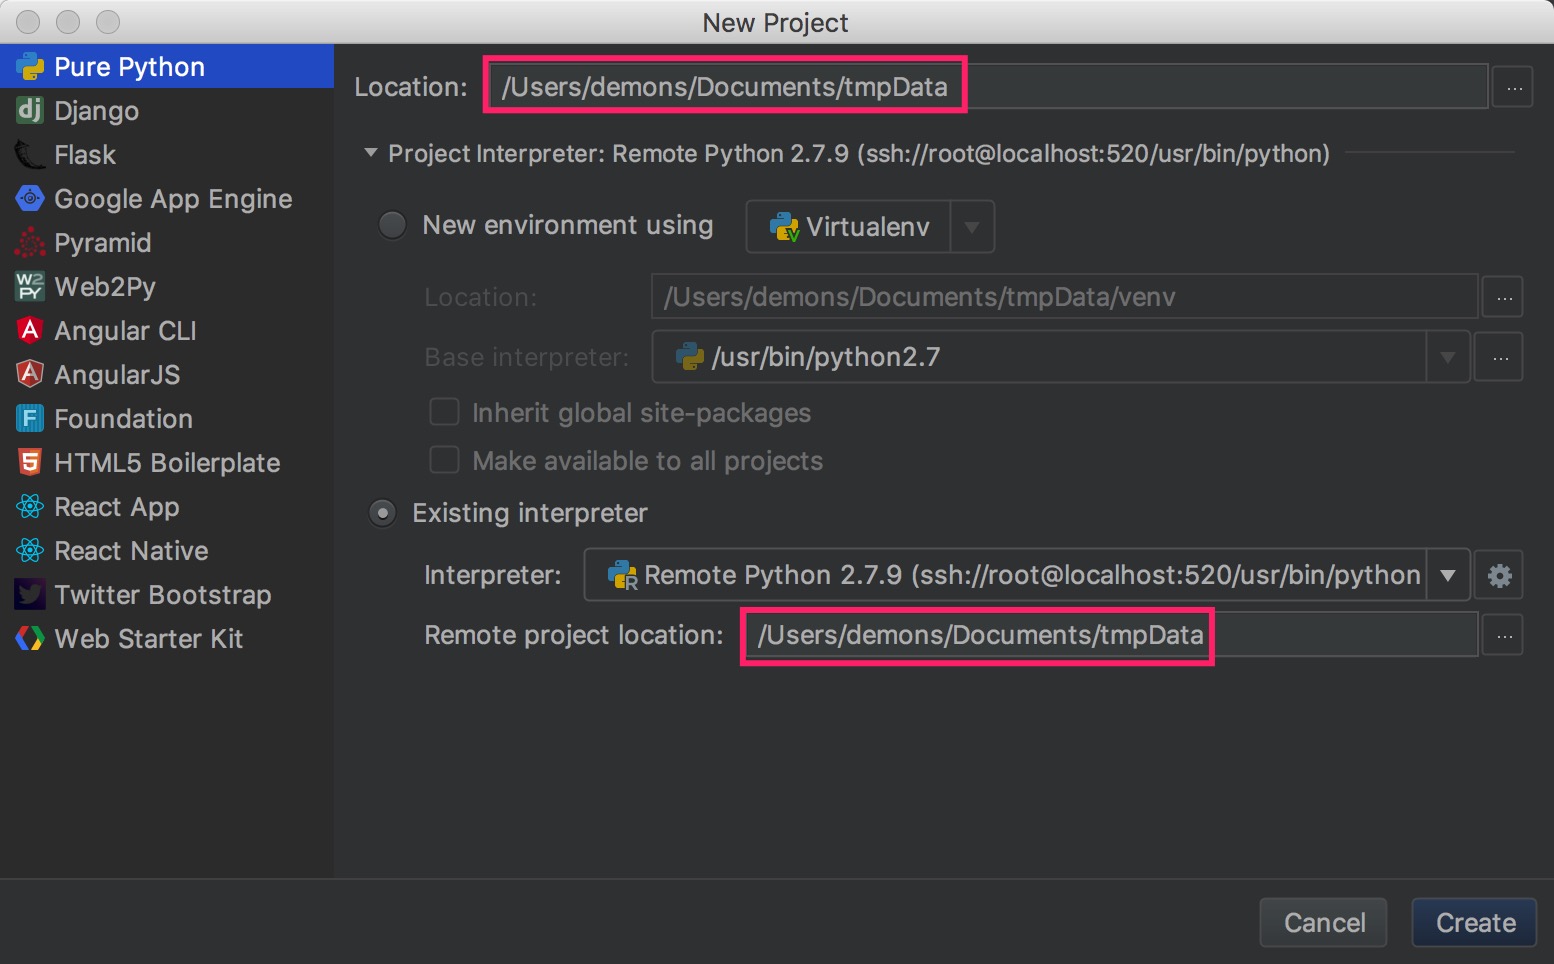 New Project
Pure Python
Django
Flask
Google App Engine
Pyramid
Web2Py
Angular CLI
AngularJS
Foundation
HTML5 Boilerplate
React App
React Native
Twitter Bootstrap
Web Starter Kit
Location: /Users/demons/Documents/tmpData ...
Project Interpreter: Remote Python 2.7.9 (ssh://root@localhost:520/usr/bin/python)
New environment using Virtualenv
Location: /Users/demons/Documents/tmpData/venv ...
Base interpreter: /usr/bin/python2.7 ...
Inherit global site-packages
Make available to all projects
Existing interpreter
Interpreter: Remote Python 2.7.9 (ssh://root@localhost:520/usr/bin/python
Remote project location: /Users/demons/Documents/tmpData ...
Cancel Create